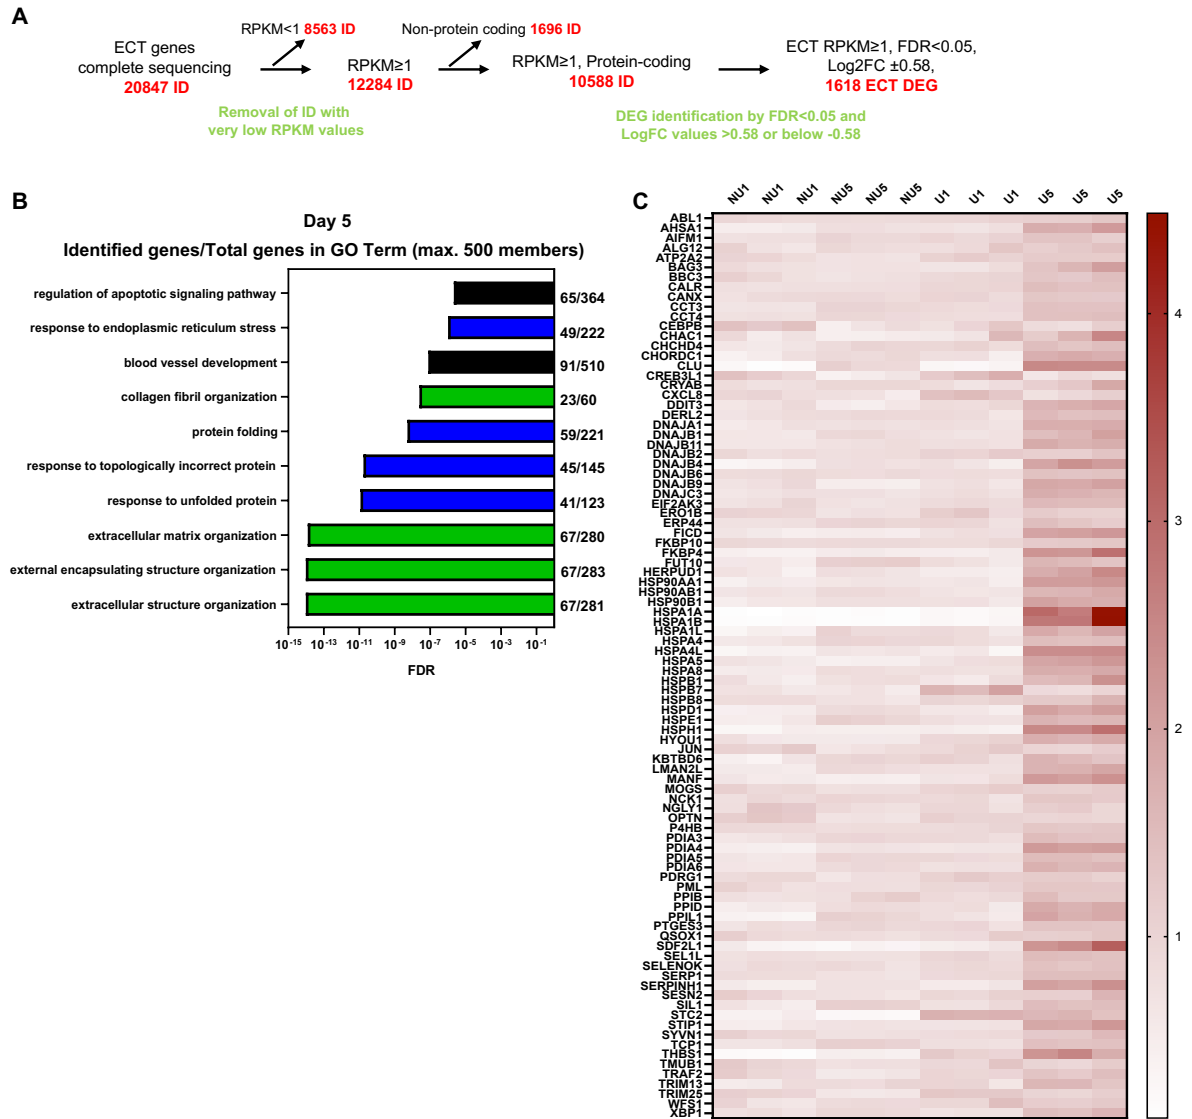 A
ECT genes
complete sequencing
20847 ID
RPKM<1 8563 ID
RPKM≥1
12284 ID
Non-protein coding 1696 ID
RPKM≥1, Protein-coding
10588 ID
ECT RPKM≥1, FDR<0.05,
Log2FC ±0.58,
1618 ECT DEG
Removal of ID with
very low RPKM values
DEG identification by FDR<0.05 and
LogFC values >0.58 or below -0.58
B
Day 5
Identified genes/Total genes in GO Term (max. 500 members)
regulation of apoptotic signaling pathway 65/364
response to endoplasmic reticulum stress 49/222
blood vessel development 91/510
collagen fibril organization 23/60
protein folding 59/221
response to topologically incorrect protein 45/145
response to unfolded protein 41/123
extracellular matrix organization 67/280
external encapsulating structure organization 67/283
extracellular structure organization 67/281
10-15 10-13 10-11 10-9 10-7 10-5 10-3 10-1
FDR
C
NU1 NU1 NU1 NU5 NU5 NU5 U1 U1 U1 U5 U5 U5
ABL1
AHSA1
AIFM1
ALG12
ATP2A2
BAG3
BBC3
CALR
CANX
CCT3
CCT4
CEBPB
CHAC1
CHCHD4
CHORDC1
CLU
CREB3L1
CRYAB
CXCL8
DDIT3
DERL2
DNAJA1
DNAJB1
DNAJB11
DNAJB2
DNAJB4
DNAJB6
DNAJB9
DNAJC3
EIF2AK3
ERO1B
ERP44
FICD
FKBP10
FKBP4
FUT10
HERPUD1
HSP90AA1
HSP90AB1
HSP90B1
HSPA1A
HSPA1B
HSPA1L
HSPA4
HSPA4L
HSPA5
HSPA8
HSPB1
HSPB7
HSPB8
HSPD1
HSPE1
HSPH1
HYOU1
JUN
KBTBD6
LMAN2L
MANF
MOGS
NCK1
NGLY1
OPTN
P4HB
PDIA3
PDIA4
PDIA5
PDIA6
PDRG1
PML
PPIB
PPID
PPIL1
PTGES3
QSOX1
SDF2L1
SEL1L
SELENOK
SERP1
SERPINH1
SESN2
SIL1
STC2
STIP1
SYVN1
TCP1
THBS1
TMUB1
TRAF2
TRIM13
TRIM25
WFS1
XBP1
4
3
2
1